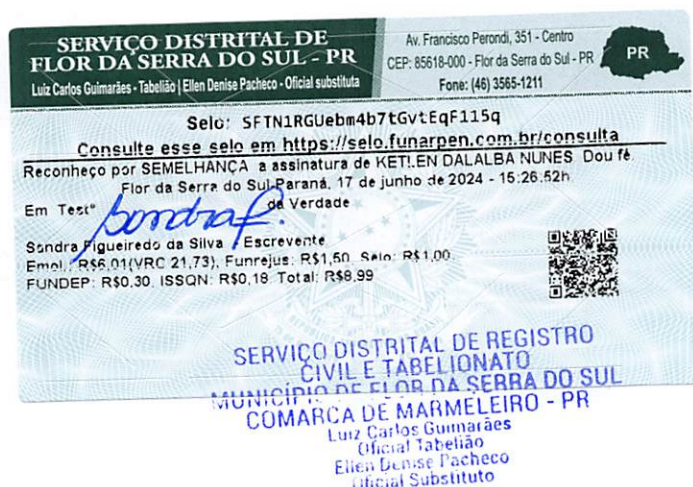 SERVIÇO DISTRITAL DE
FLOR DA SERRA DO SUL - PR
Luiz Carlos Guimarães - Tabelião | Ellen Denise Pacheco - Oficial substituta
Av. Francisco Perondi, 351 - Centro
CEP: 85618-000 - Flor da Serra do Sul - PR
Fone: (46) 3565-1211
PR
Selo: SFTN1RGUebm4b7tGvtEqF115q
Consulte esse selo em https://selo.funarpen.com.br/consulta
Reconheço por SEMELHANÇA a assinatura de KETLEN DALALBA NUNES. Dou fé.
Flor da Serra do Sul-Paraná, 17 de junho de 2024 - 15:26:52h
Em Testº da Verdade
Sandra F.
Sandra Figueiredo da Silva / Escrevente
Emol.: R$6,01(VRC 21,73), Funrejus: R$1,50, Selo: R$1,00,
FUNDEP: R$0,30, ISSQN: R$0,18 Total: R$8,99
SERVIÇO DISTRITAL DE REGISTRO
CIVIL E TABELIONATO
MUNICÍPIO DE FLOR DA SERRA DO SUL
COMARCA DE MARMELEIRO - PR
Luiz Carlos Guimarães
Oficial Tabelião
Ellen Denise Pacheco
Oficial Substituto